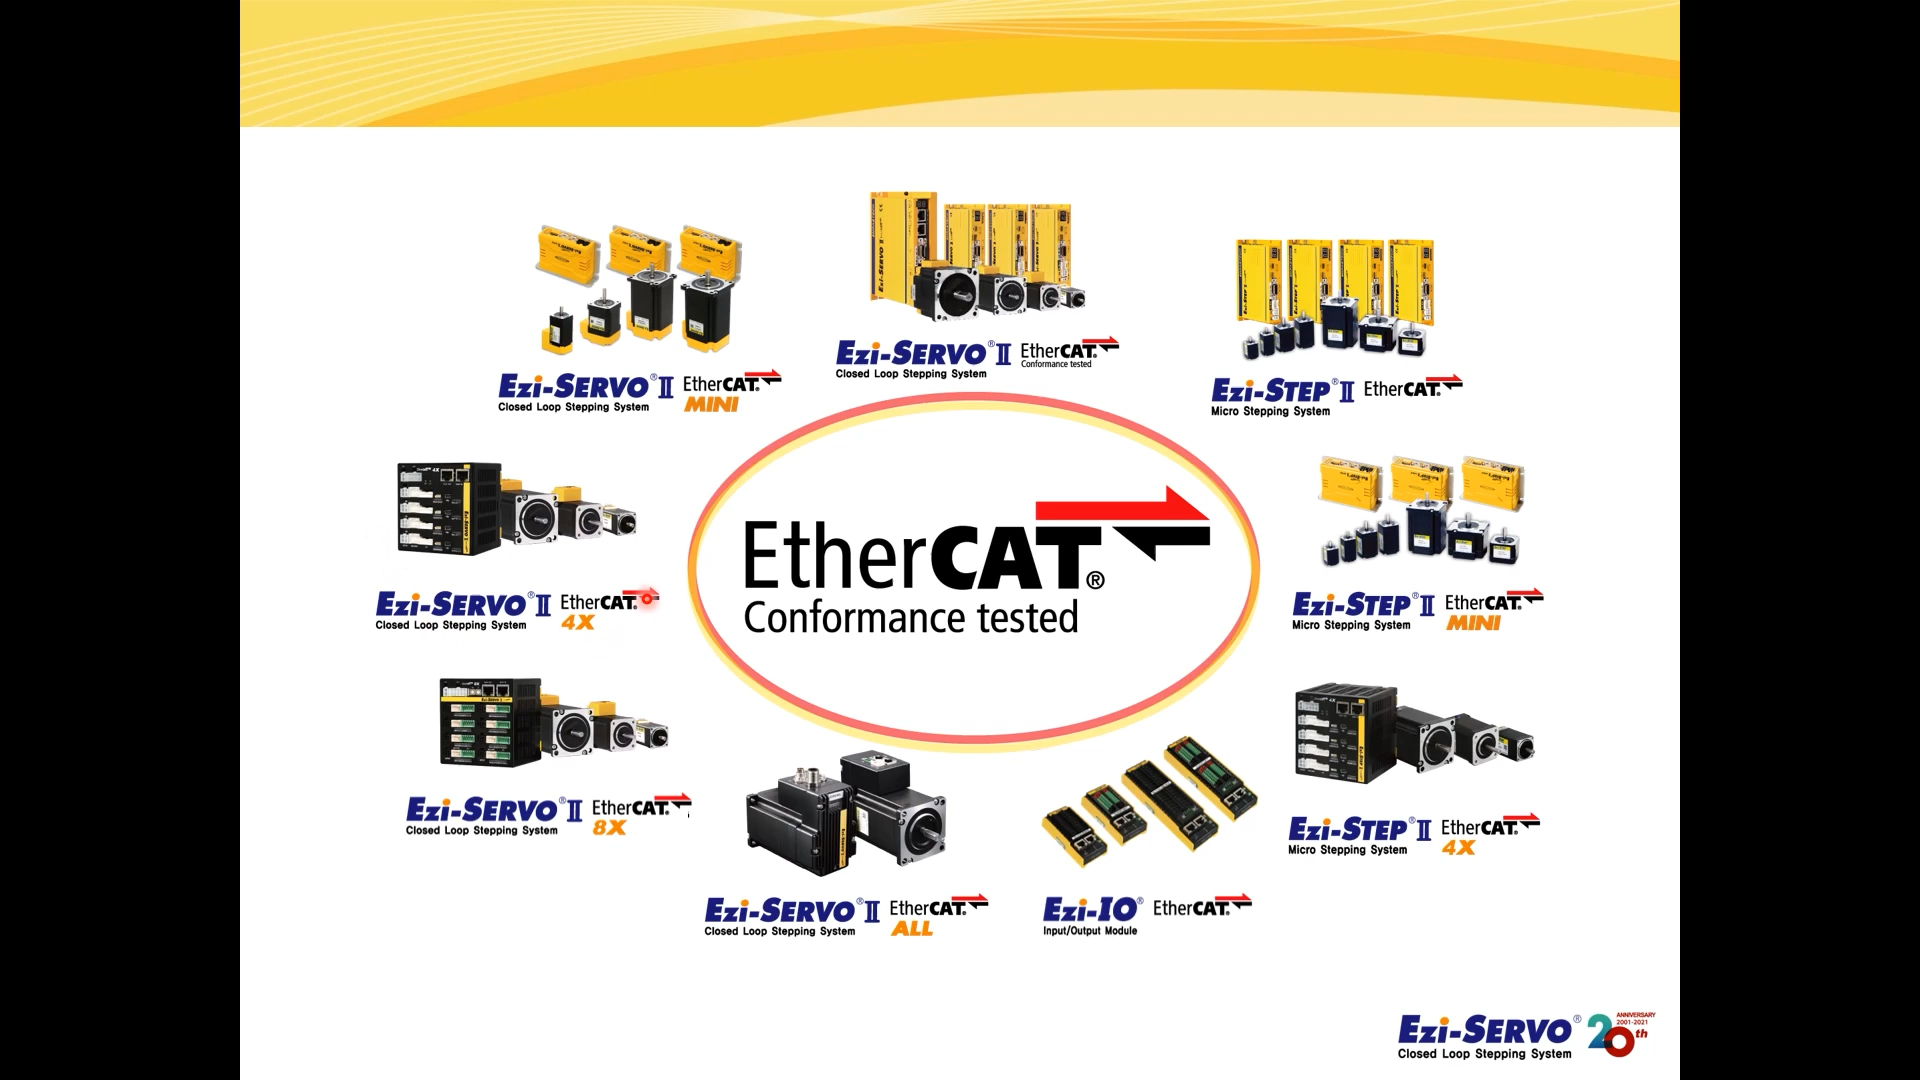 Ezi-SERVO® II EtherCAT®
Closed Loop Stepping System MINI
Ezi-SERVO® II EtherCAT®
Closed Loop Stepping System Conformance tested
Ezi-STEP® II EtherCAT®
Micro Stepping System
Ezi-SERVO® II EtherCAT®
Closed Loop Stepping System 4X
EtherCAT®
Conformance tested
Ezi-STEP® II EtherCAT®
Micro Stepping System MINI
Ezi-SERVO® II EtherCAT®
Closed Loop Stepping System 8X
Ezi-STEP® II EtherCAT®
Micro Stepping System 4X
Ezi-SERVO® II EtherCAT®
Closed Loop Stepping System ALL
Ezi-IO® EtherCAT®
Input/Output Module
Ezi-SERVO® 20th ANNIVERSARY
2001-2021
Closed Loop Stepping System